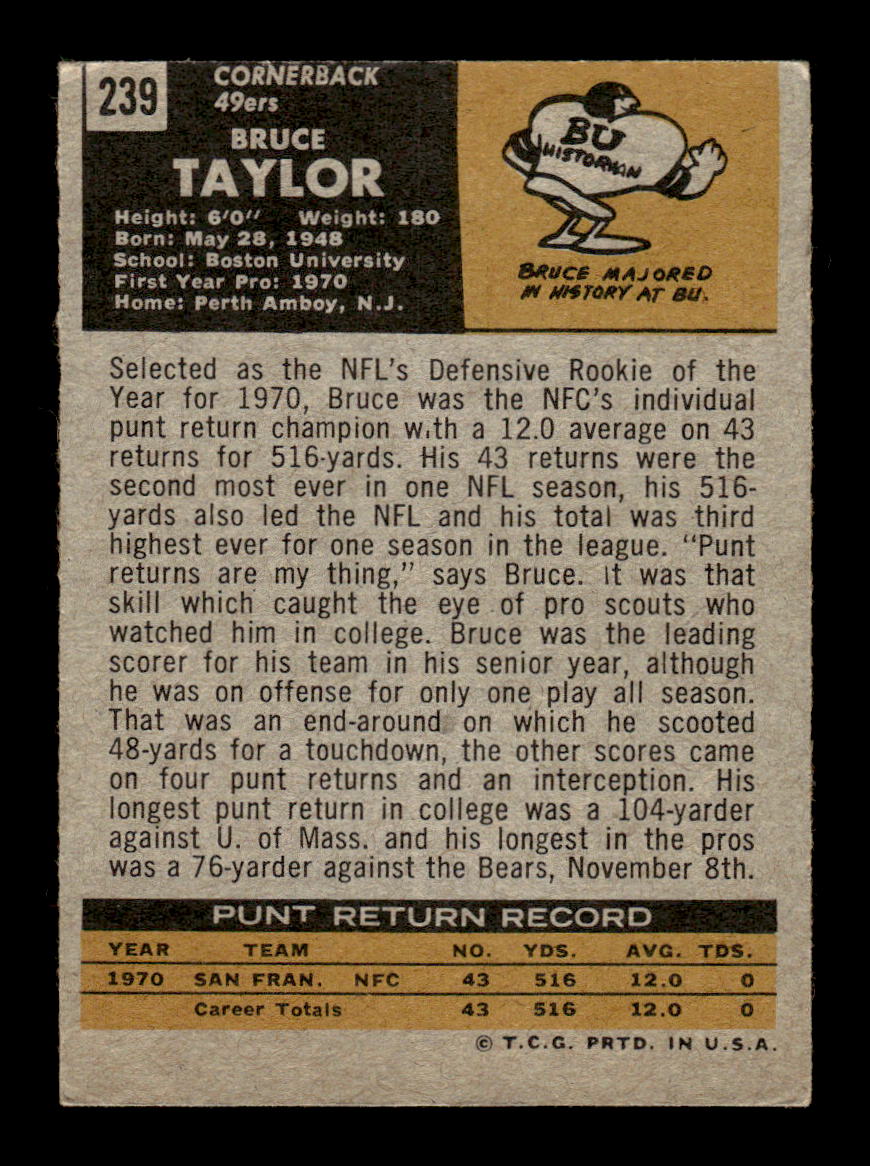 239
CORNERBACK
49ers
BRUCE
TAYLOR
Height: 6'0" Weight: 180
Born: May 28, 1948
School: Boston University
First Year Pro: 1970
Home: Perth Amboy, N.J.
BU
HISTORIAN
BRUCE MAJORED
IN HISTORY AT BU.
Selected as the NFL's Defensive Rookie of the
Year for 1970, Bruce was the NFC's individual
punt return champion with a 12.0 average on 43
returns for 516-yards. His 43 returns were the
second most ever in one NFL season, his 516-
yards also led the NFL and his total was third
highest ever for one season in the league. "Punt
returns are my thing," says Bruce. It was that
skill which caught the eye of pro scouts who
watched him in college. Bruce was the leading
scorer for his team in his senior year, although
he was on offense for only one play all season.
That was an end-around on which he scooted
48-yards for a touchdown, the other scores came
on four punt returns and an interception. His
longest punt return in college was a 104-yarder
against U. of Mass. and his longest in the pros
was a 76-yarder against the Bears, November 8th.
PUNT RETURN RECORD
YEAR TEAM NO. YDS. AVG. TDS.
1970 SAN FRAN. NFC 43 516 12.0 0
Career Totals 43 516 12.0 0
© T.C.G. PRTD. IN U.S.A.